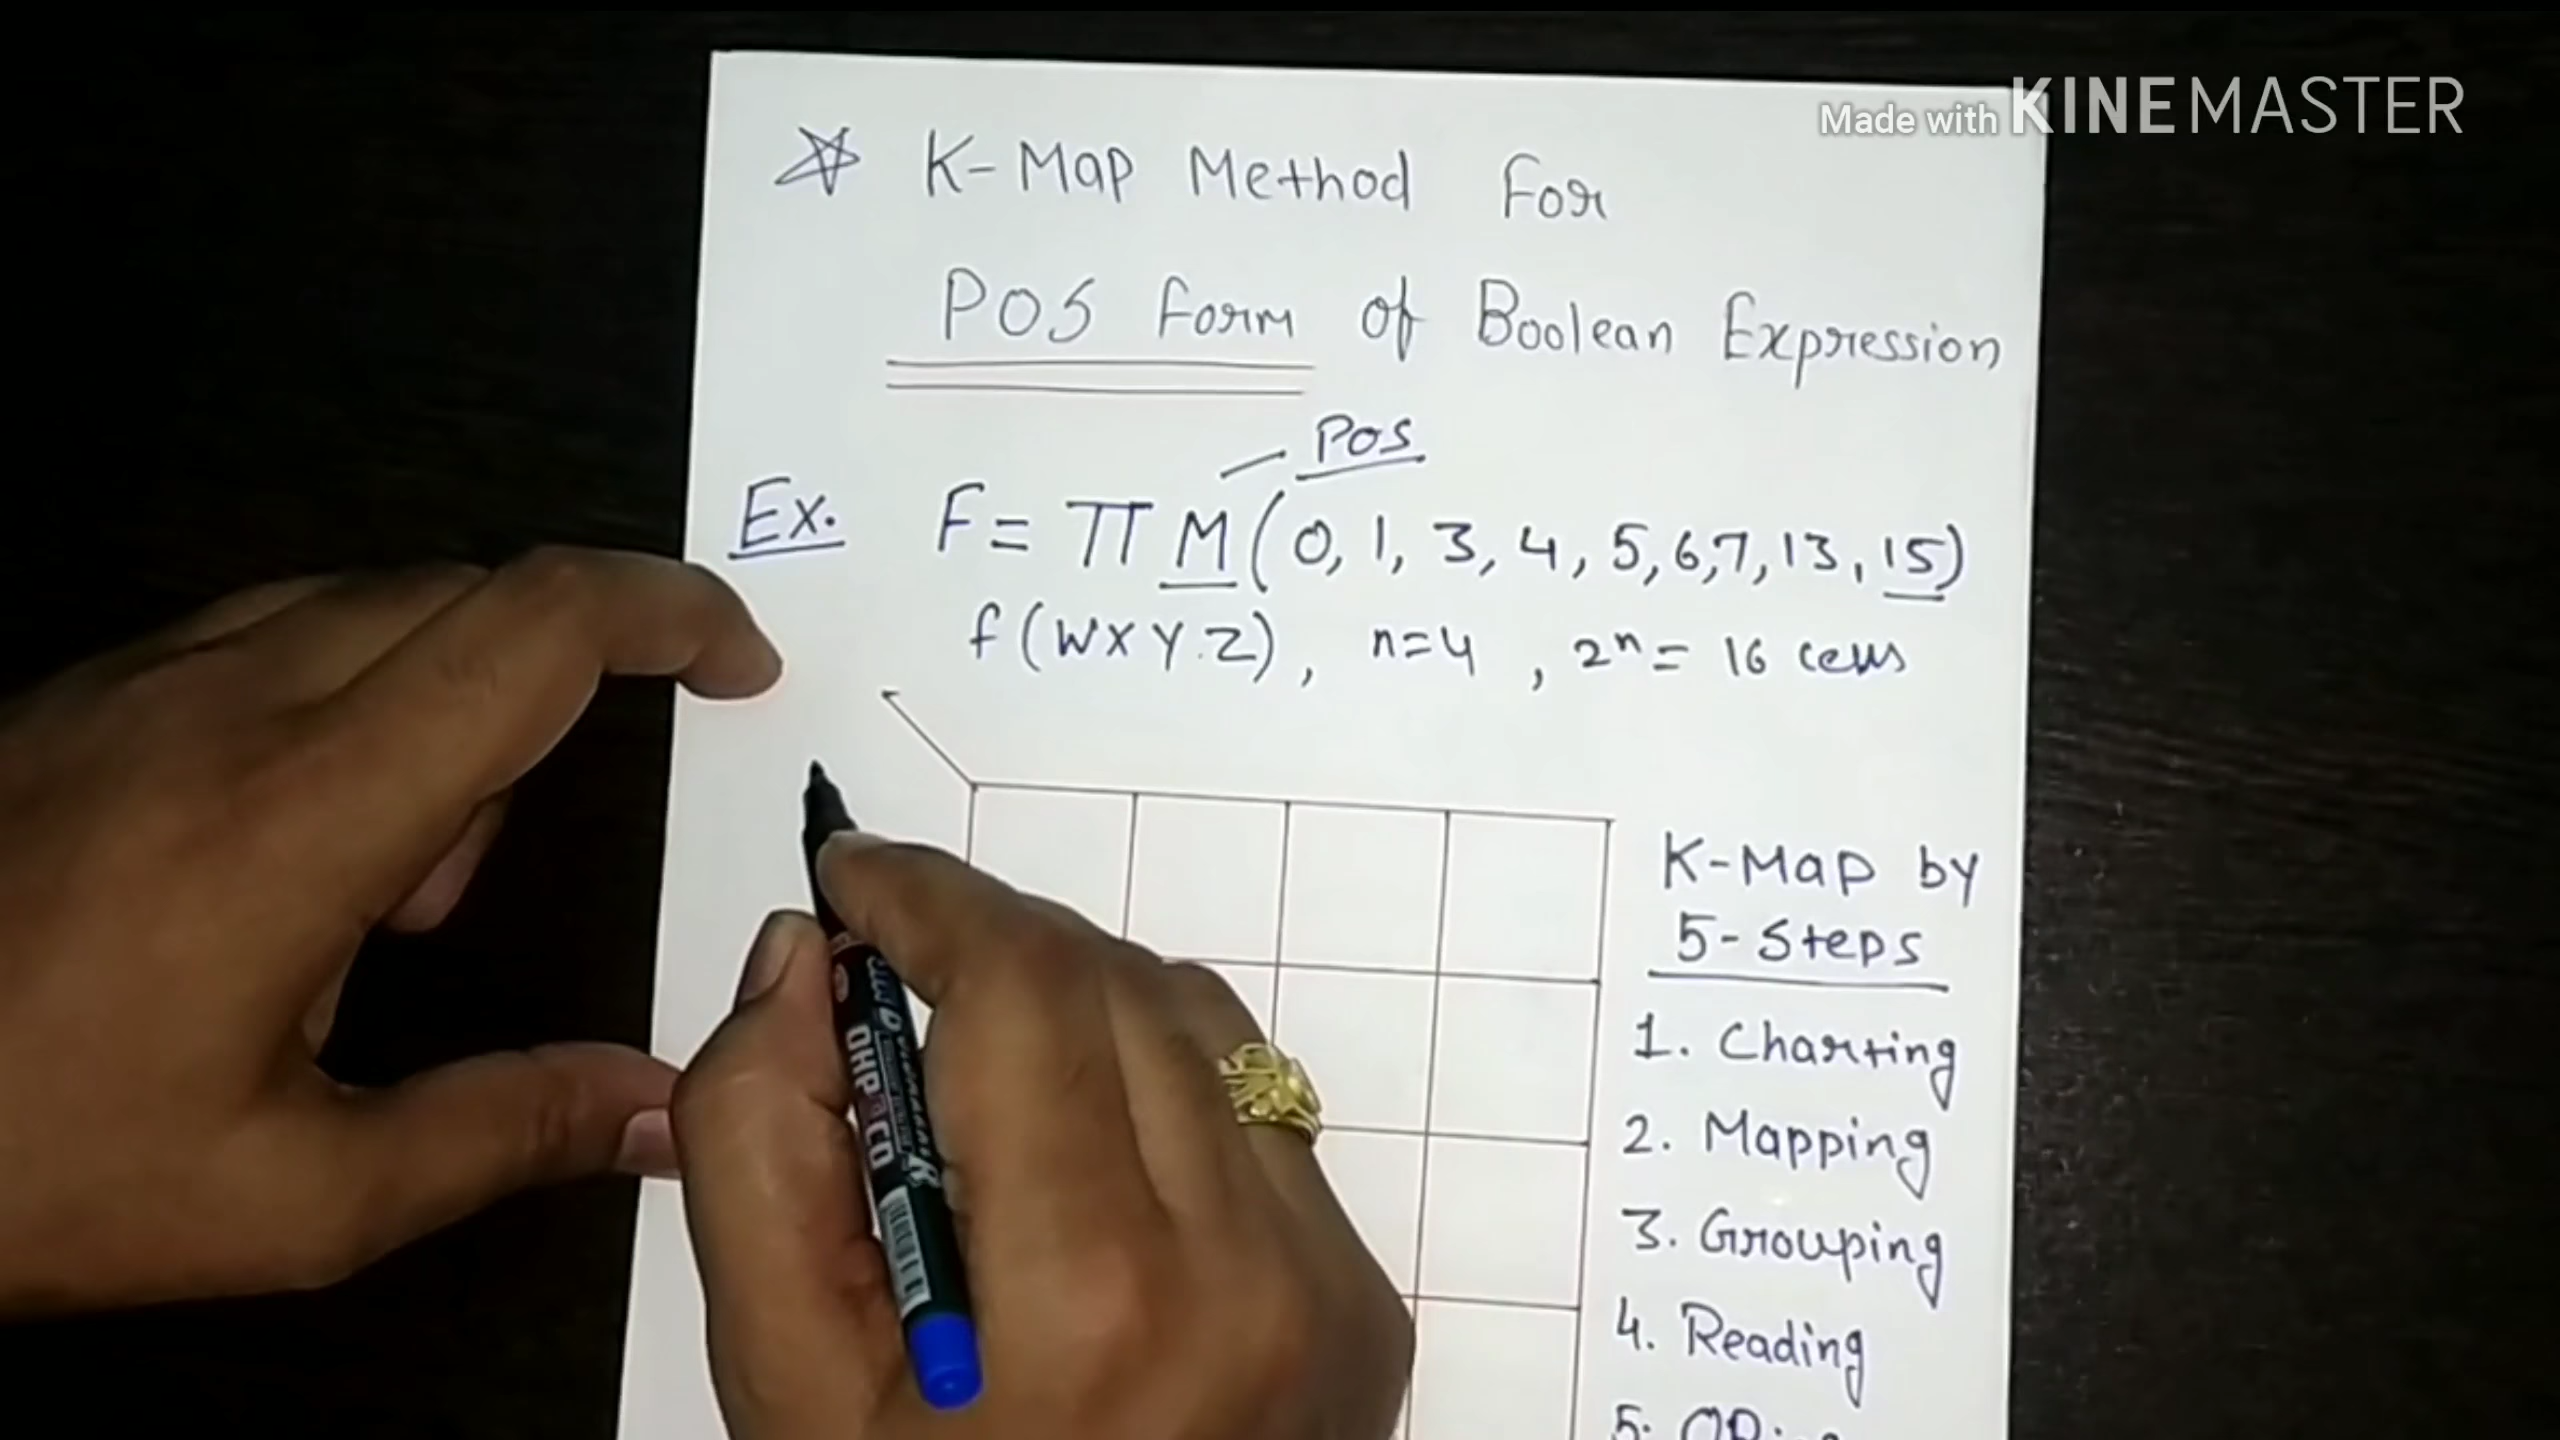 Made with KINEMASTER
K-Map Method For
POS Form of Boolean Expression
POS
Ex. F = π M (0, 1, 3, 4, 5, 6, 7, 13, 15)
f (W X Y.Z), n=4, 2ⁿ = 16 cells
K-Map by
5-Steps
1. Charting
2. Mapping
3. Grouping
4. Reading
5.
OHP